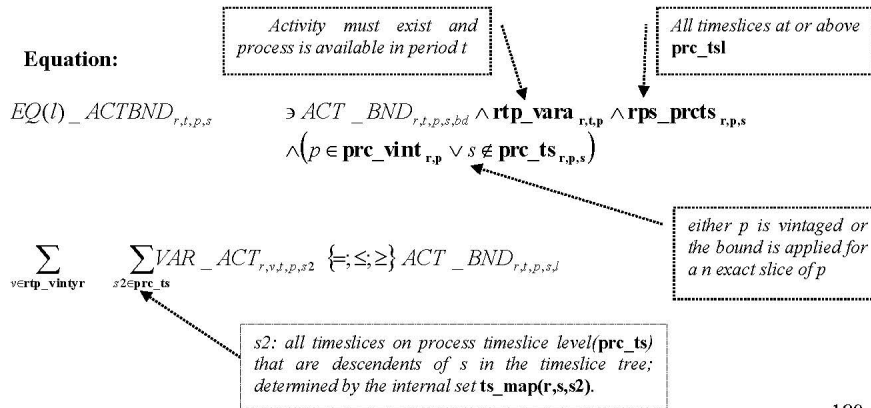 Activity must exist and
process is available in period t
All timeslices at or above
prc_tsl
Equation:
EQ(l)_ACTBND r,t,p,s ∋ ACT_BND r,t,p,s,bd ∧ rtp_vara r,t,p ∧ rps_prcts r,p,s
∧(p ∈ prc_vint r,p ∨ s ∉ prc_ts r,p,s)
either p is vintaged or
the bound is applied for
a n exact slice of p
∑ v∈rtp_vintyr ∑ s2∈prc_ts VAR_ACT r,v,t,p,s2 {=;≤;≥} ACT_BND r,t,p,s,l
s2: all timeslices on process timeslice level(prc_ts)
that are descendents of s in the timeslice tree;
determined by the internal set ts_map(r,s,s2).